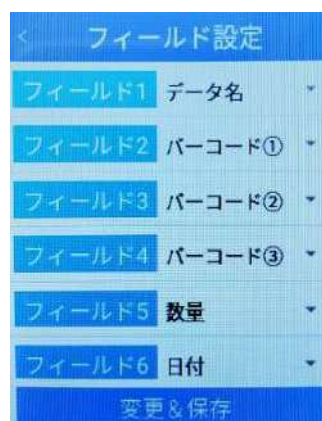 フィールド設定
フィールド1 データ名
フィールド2 バーコード①
フィールド3 バーコード②
フィールド4 バーコード③
フィールド5 数量
フィールド6 日付
変更&保存